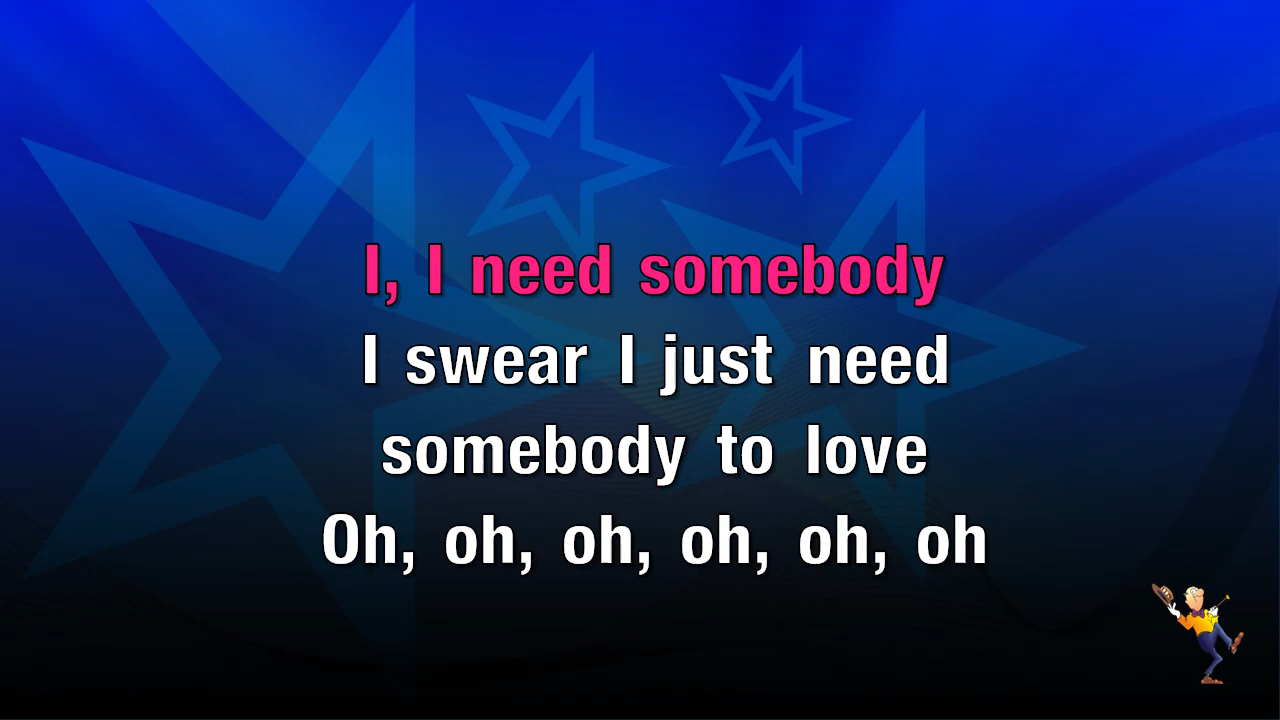 I, I need somebody
I swear I just need
somebody to love
Oh, oh, oh, oh, oh, oh